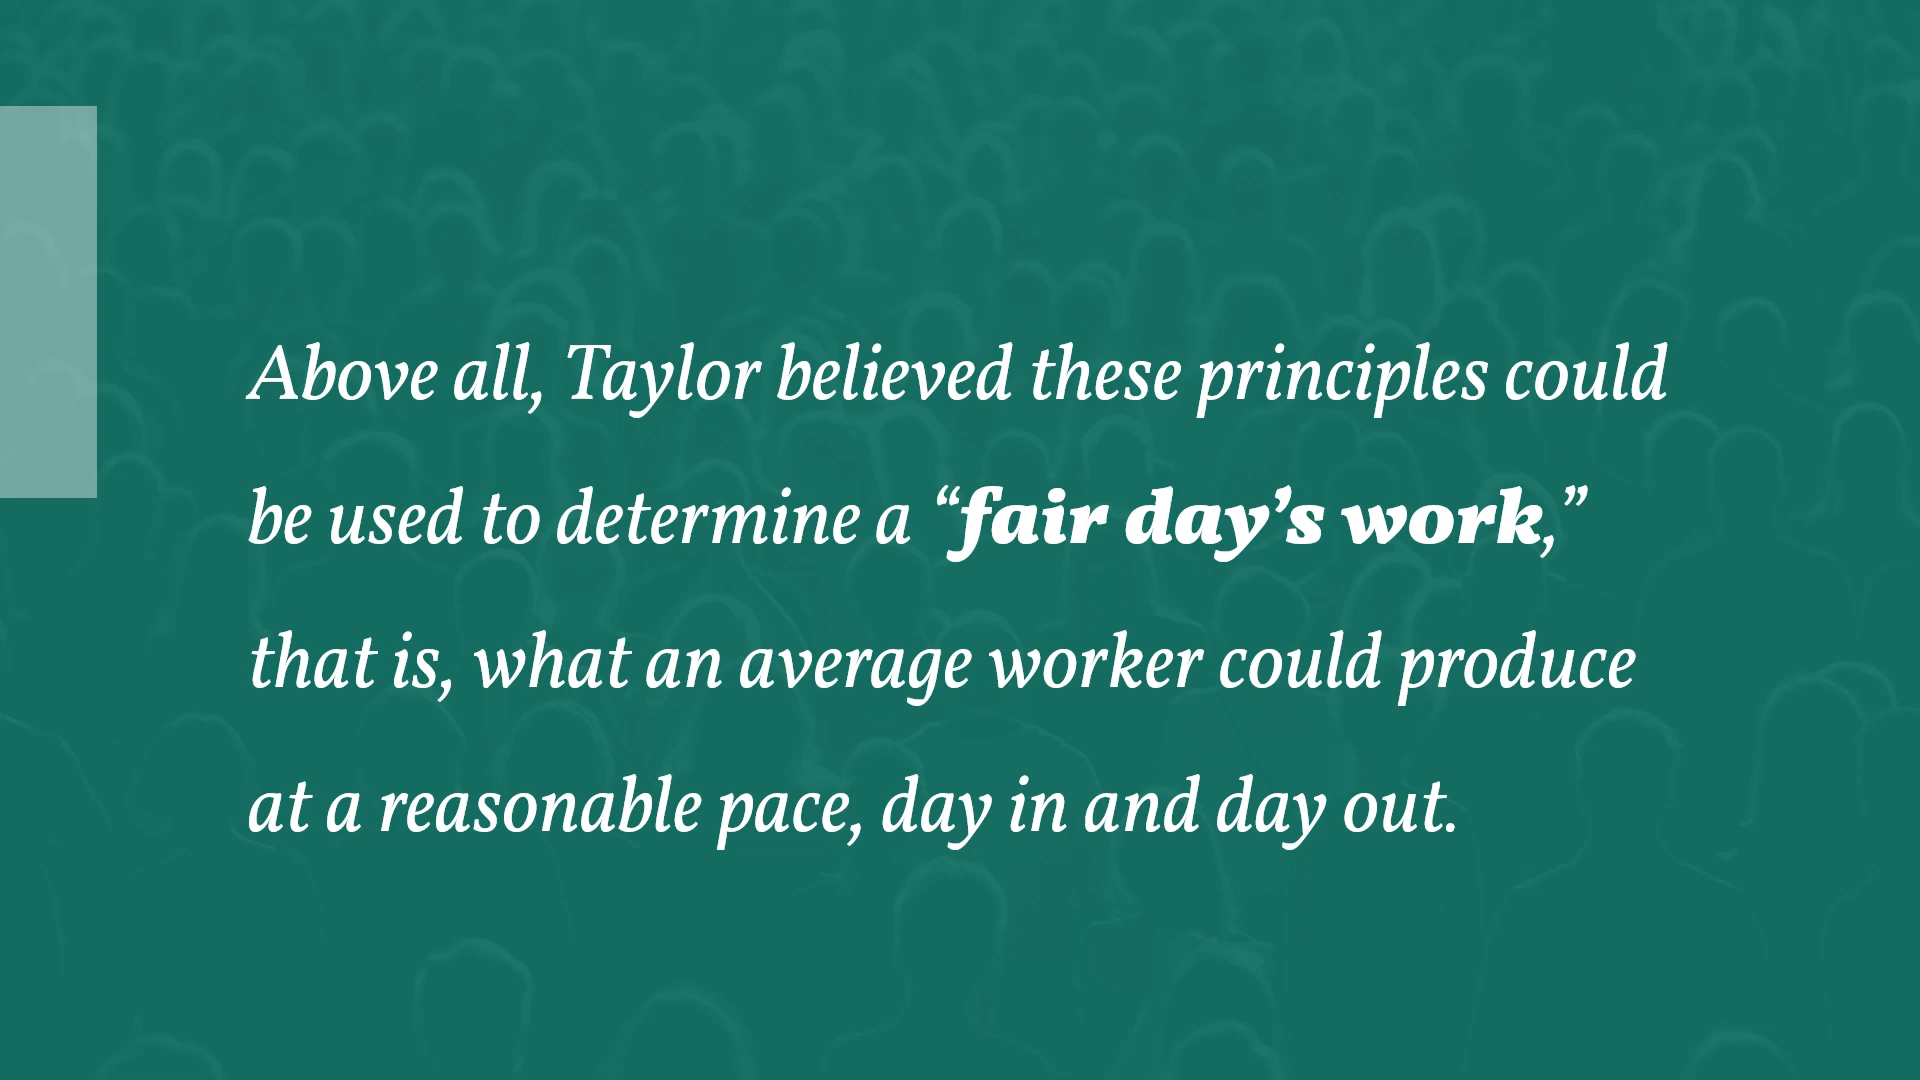 Above all, Taylor believed these principles could
be used to determine a “fair day’s work,”
that is, what an average worker could produce
at a reasonable pace, day in and day out.